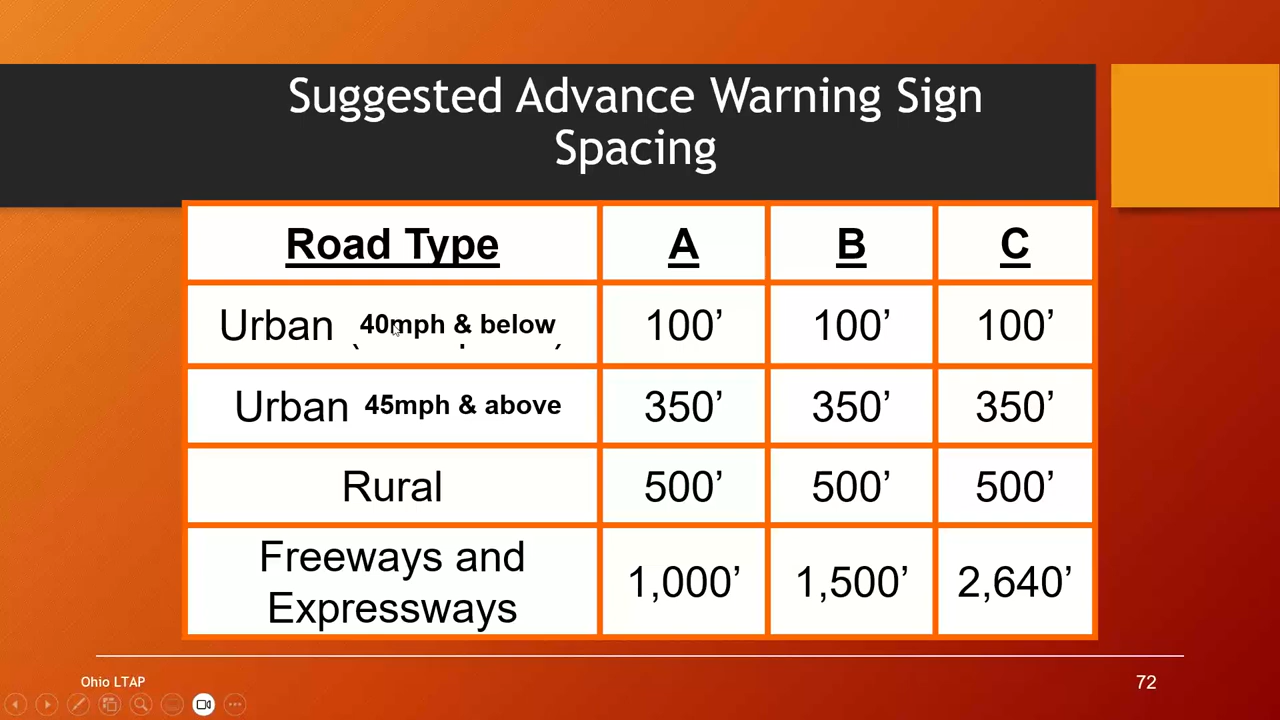 Suggested Advance Warning Sign
Spacing
Road Type A B C
Urban 40mph & below 100’ 100’ 100’
Urban 45mph & above 350’ 350’ 350’
Rural 500’ 500’ 500’
Freeways and
Expressways 1,000’ 1,500’ 2,640’
Ohio LTAP 72